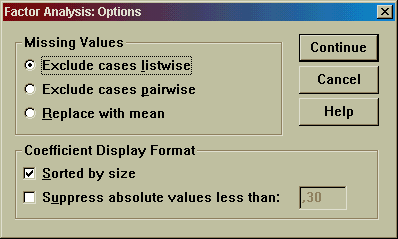 Factor Analysis: Options
Missing Values
Exclude cases listwise
Exclude cases pairwise
Replace with mean
Continue
Cancel
Help
Coefficient Display Format
Sorted by size
Suppress absolute values less than: ,30